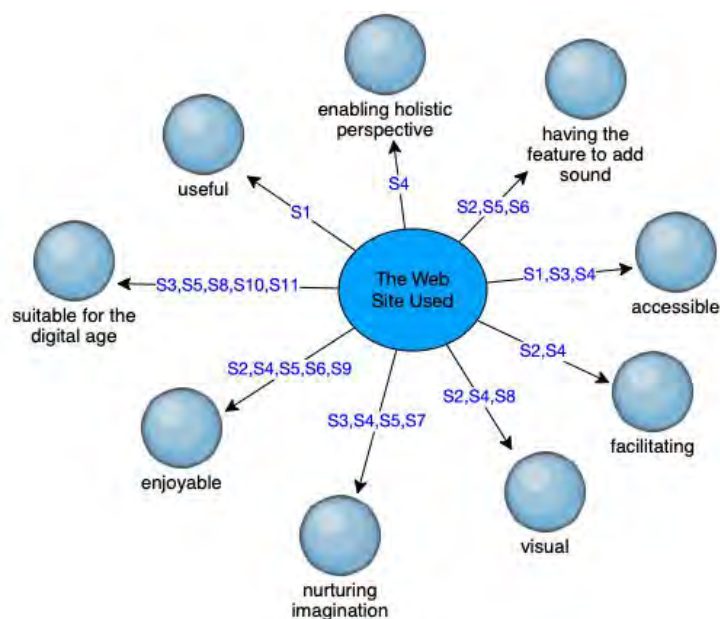 enabling holistic
perspective
having the
feature to add
sound
useful
S4
S2,S5,S6
S1
The Web
Site Used
S1,S3,S4
accessible
S3,S5,S8,S10,S11
suitable for the
digital age
S2,S4
S2,S4,S5,S6,S9
S2,S4,S8
S3,S4,S5,S7
facilitating
enjoyable
visual
nurturing
imagination